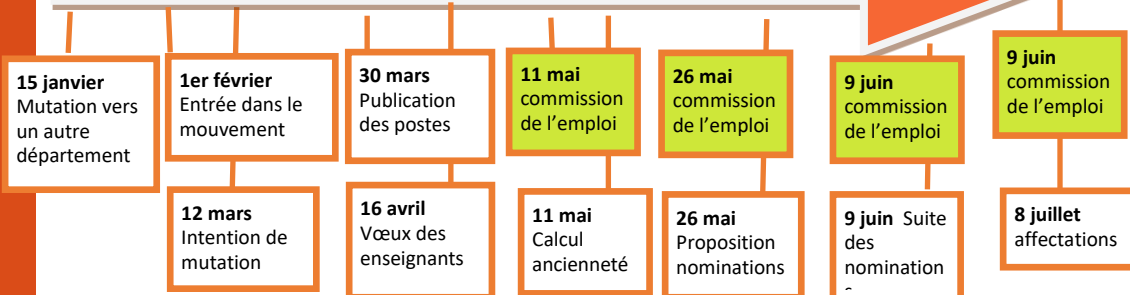 15 janvier
Mutation vers
un autre
département
1er février
Entrée dans le
mouvement
30 mars
Publication
des postes
11 mai
commission
de l'emploi
26 mai
commission
de l'emploi
9 juin
commission
de l'emploi
9 juin
commission
de l'emploi
12 mars
Intention de
mutation
16 avril
Vœux des
enseignants
11 mai
Calcul
ancienneté
26 mai
Proposition
nominations
9 juin Suite
des
nomination
8 juillet
affectations